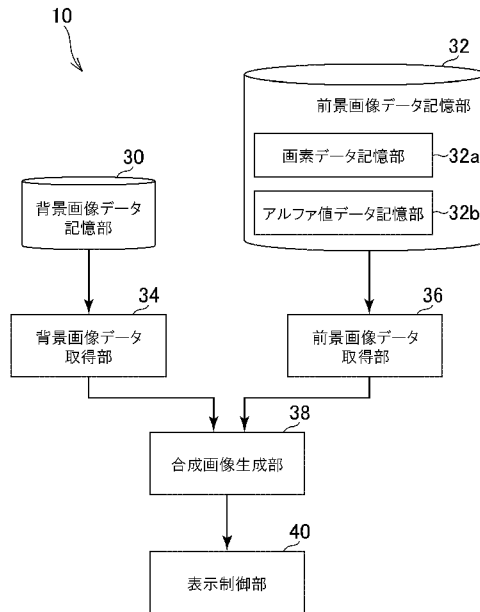 10
32
前景画像データ記憶部
画素データ記憶部
32a
アルファ値データ記憶部
32b
30
背景画像データ
記憶部
34
背景画像データ
取得部
36
前景画像データ
取得部
38
合成画像生成部
40
表示制御部